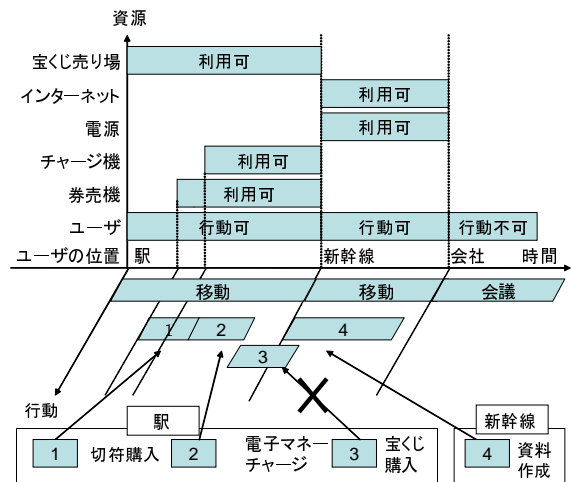 資源
宝くじ売り場
利用可
インターネット
利用可
電源
利用可
チャージ機
利用可
券売機
利用可
ユーザ
行動可
行動可
行動不可
ユーザの位置
駅
新幹線
会社
時間
移動
移動
会議
1
2
4
3
行動
駅
新幹線
1
切符購入
2
電子マネー
チャージ
3
宝くじ
購入
4
資料
作成